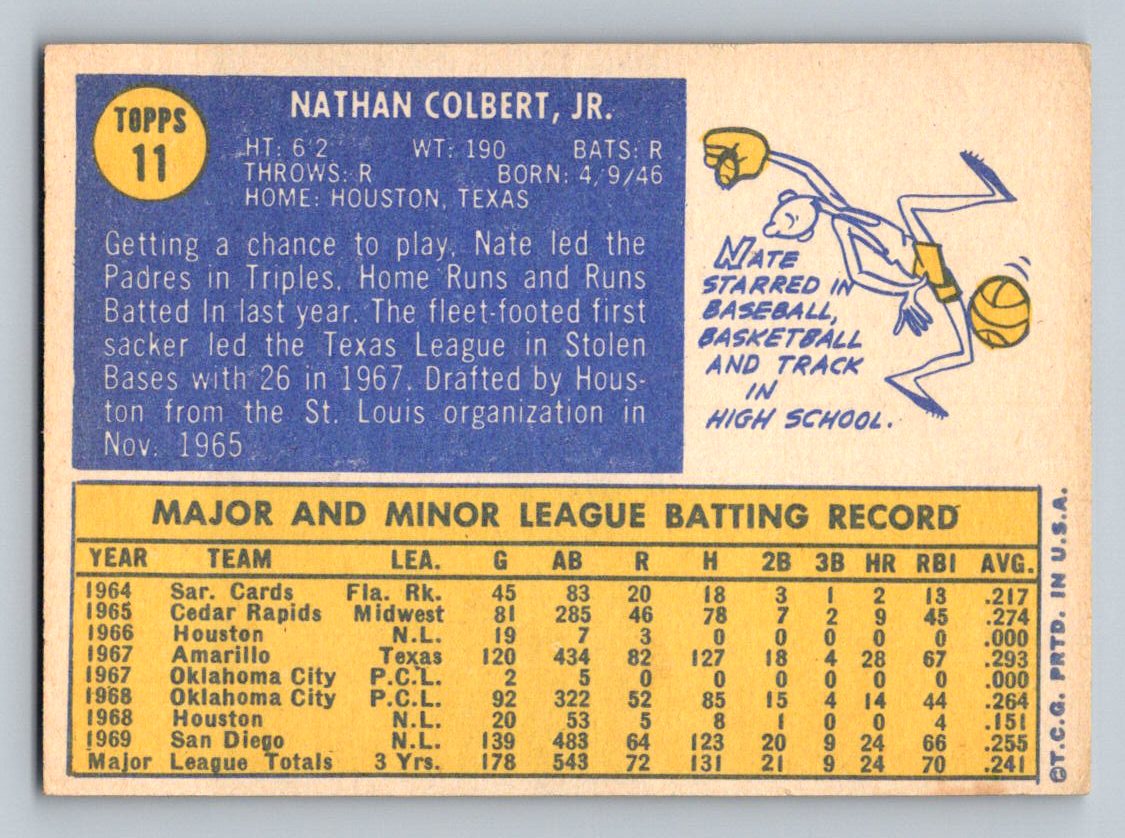 TOPPS
11
NATHAN COLBERT, JR.
HT: 6'2 WT: 190 BATS: R
THROWS: R BORN: 4/9/46
HOME: HOUSTON, TEXAS
Getting a chance to play, Nate led the
Padres in Triples, Home Runs and Runs
Batted In last year. The fleet-footed first
sacker led the Texas League in Stolen
Bases with 26 in 1967. Drafted by Hous-
ton from the St. Louis organization in
Nov. 1965
NATE
STARRED IN
BASEBALL,
BASKETBALL
AND TRACK
IN
HIGH SCHOOL.
MAJOR AND MINOR LEAGUE BATTING RECORD
YEAR TEAM LEA. G AB R H 2B 3B HR RBI AVG.
1964 Sar. Cards Fla. Rk. 45 83 20 18 3 1 2 13 .217
1965 Cedar Rapids Midwest 81 285 46 78 7 2 9 45 .274
1966 Houston N.L. 19 7 3 0 0 0 0 0 .000
1967 Amarillo Texas 120 434 82 127 18 4 28 67 .293
1967 Oklahoma City P.C.L. 2 5 0 0 0 0 0 0 .000
1968 Oklahoma City P.C.L. 92 322 52 85 15 4 14 44 .264
1968 Houston N.L. 20 53 5 8 1 0 0 4 .151
1969 San Diego N.L. 139 483 64 123 20 9 24 66 .255
Major League Totals 3 Yrs. 178 543 72 131 21 9 24 70 .241
©T.C.G. PRTD. IN U.S.A.